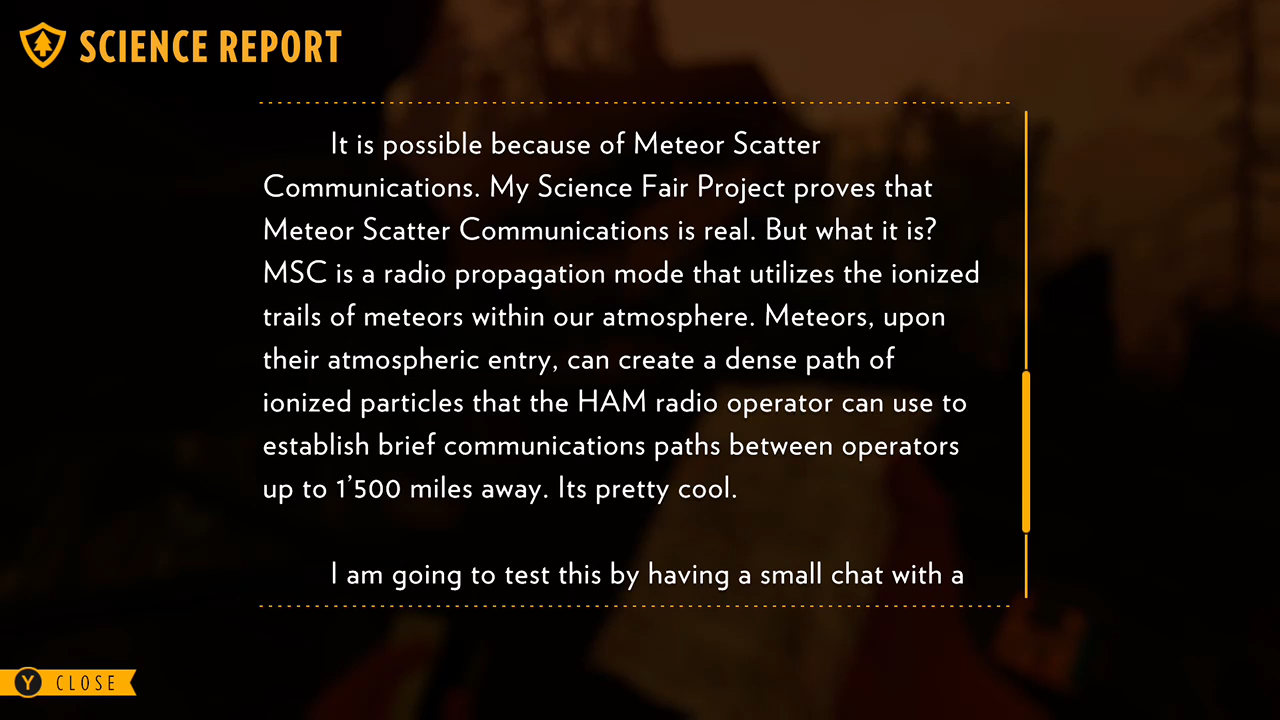 SCIENCE REPORT
It is possible because of Meteor Scatter
Communications. My Science Fair Project proves that
Meteor Scatter Communications is real. But what it is?
MSC is a radio propagation mode that utilizes the ionized
trails of meteors within our atmosphere. Meteors, upon
their atmospheric entry, can create a dense path of
ionized particles that the HAM radio operator can use to
establish brief communications paths between operators
up to 1'500 miles away. Its pretty cool.
I am going to test this by having a small chat with a
Y CLOSE